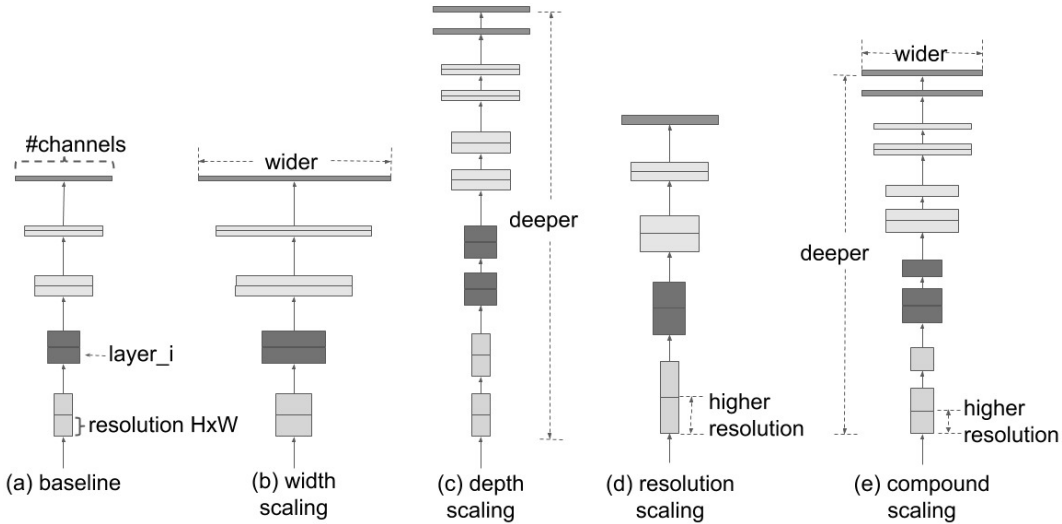 #channels
layer_i
resolution HxW
(a) baseline
wider
(b) width
scaling
deeper
(c) depth
scaling
higher
resolution
(d) resolution
scaling
wider
deeper
higher
resolution
(e) compound
scaling